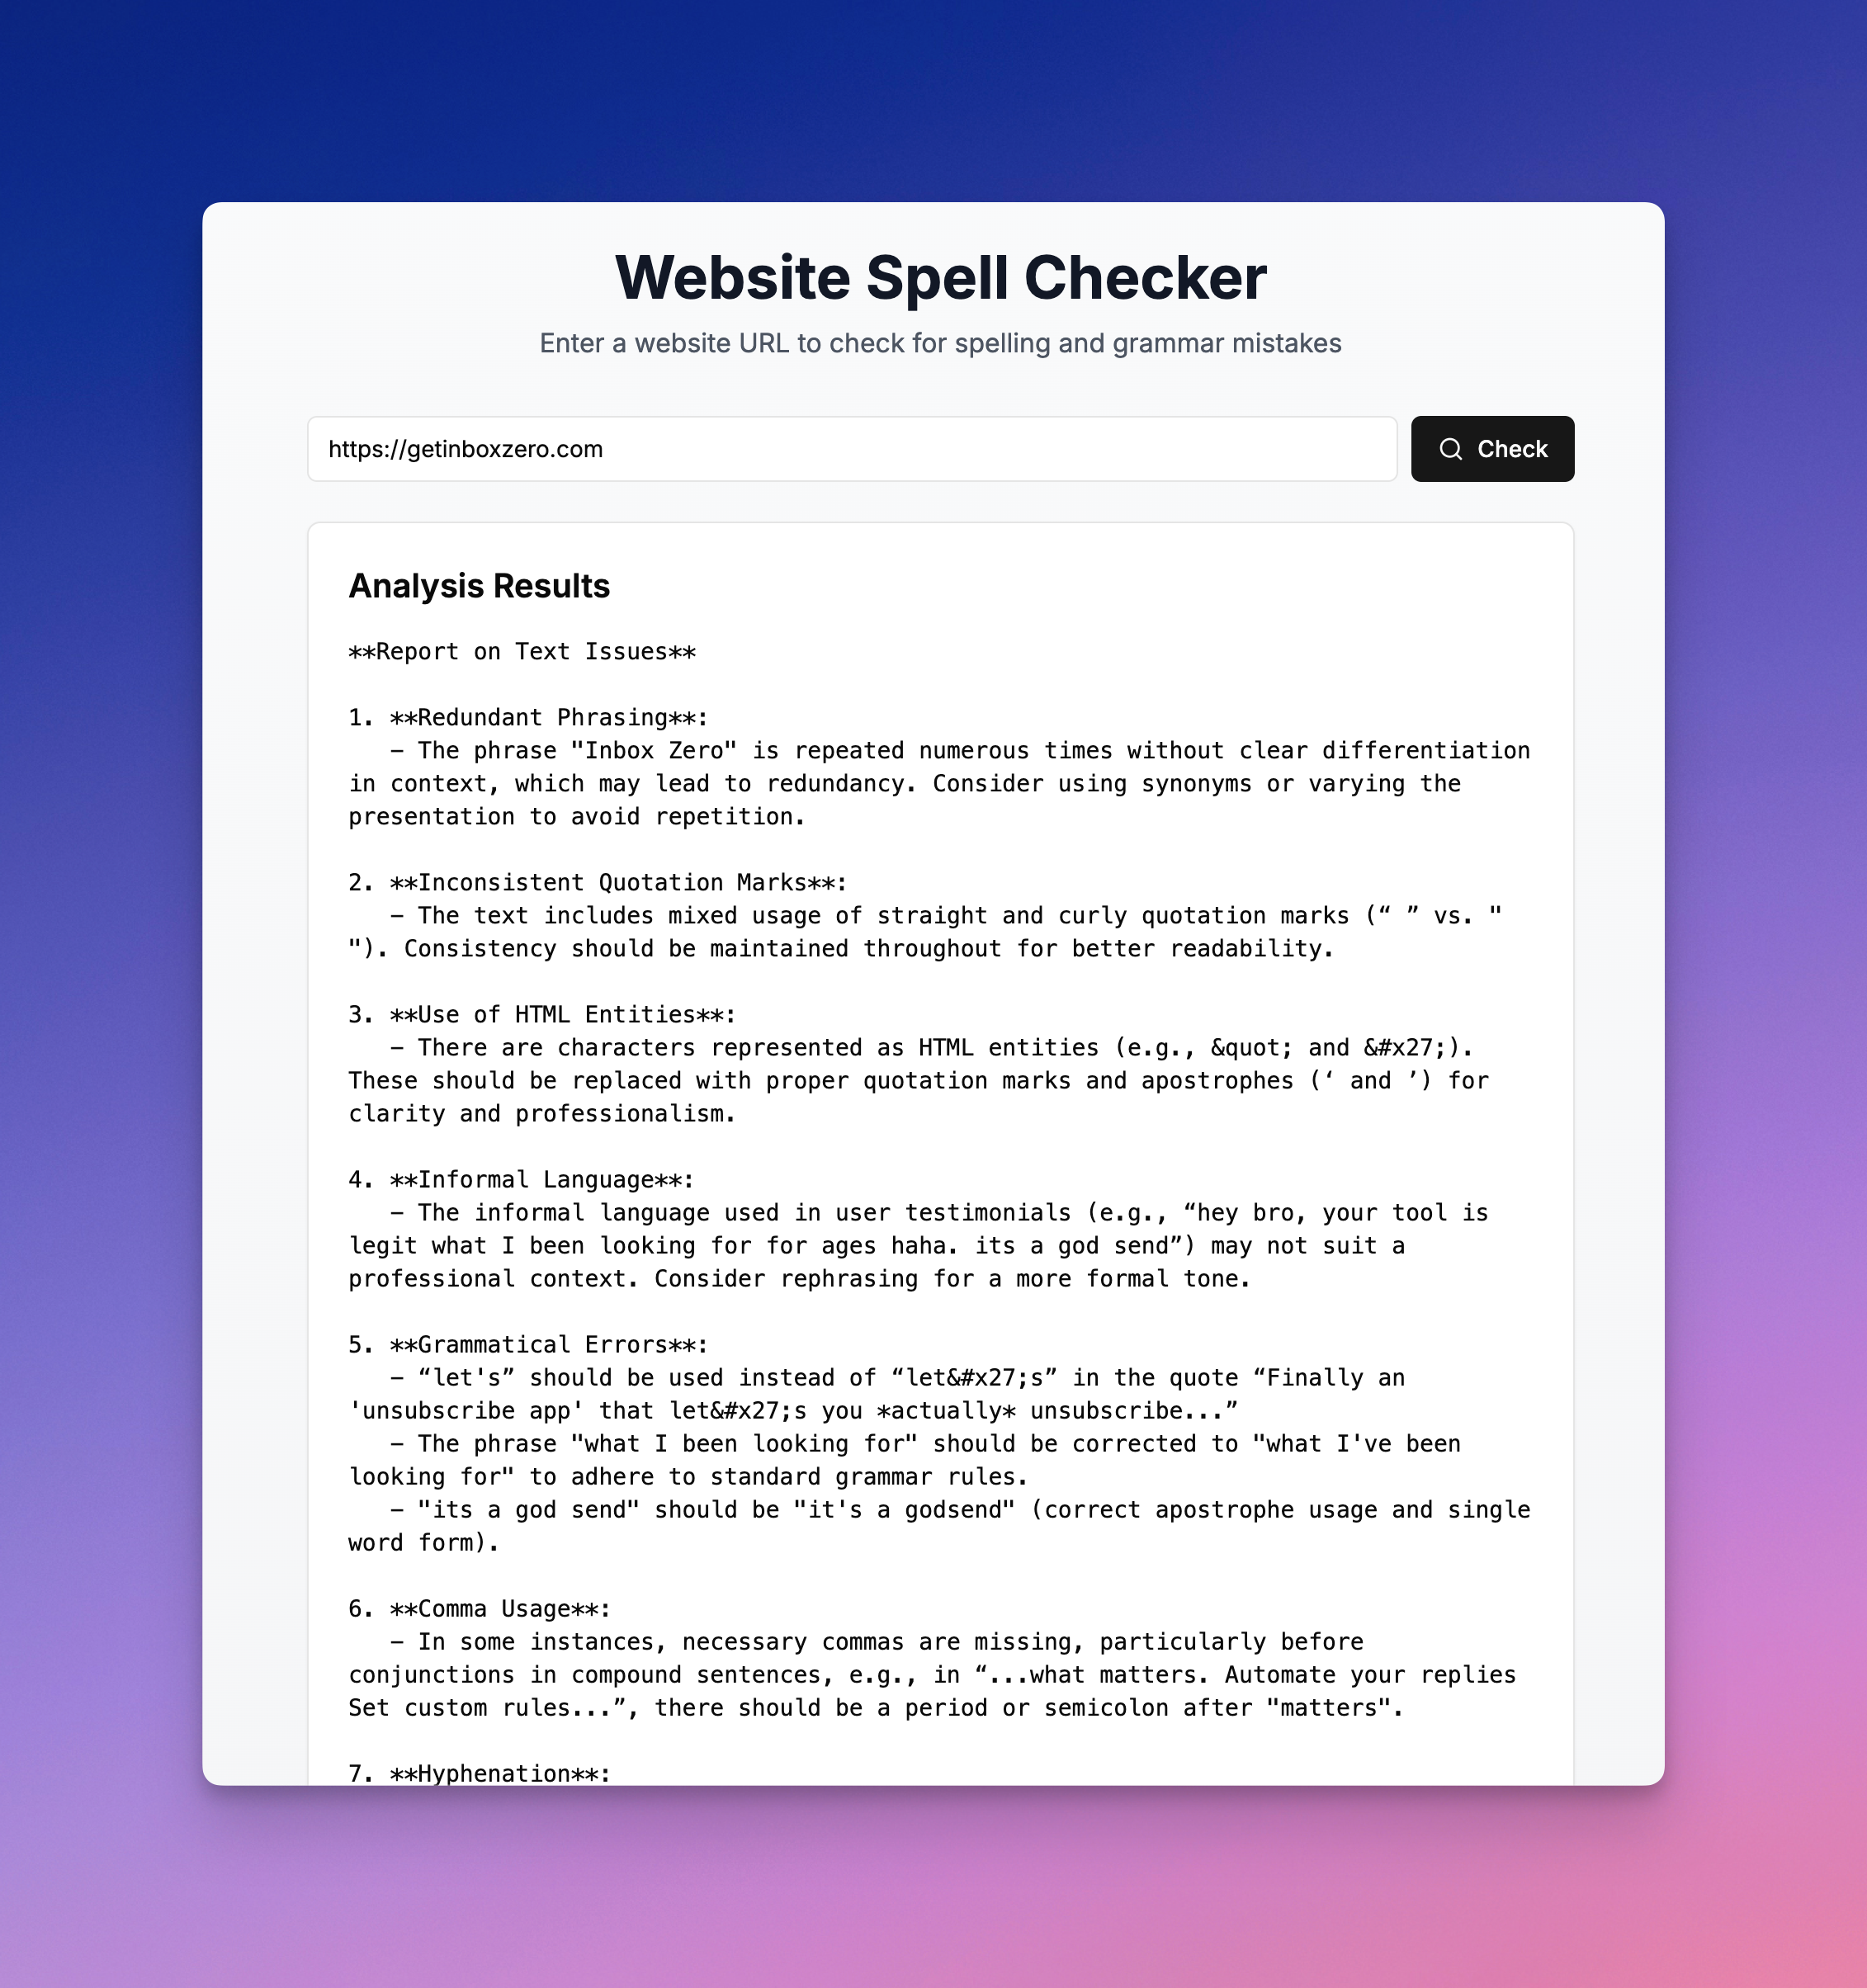 Website Spell Checker
Enter a website URL to check for spelling and grammar mistakes
https://getinboxzero.com
Check
Analysis Results
**Report on Text Issues**
1. **Redundant Phrasing**:
– The phrase "Inbox Zero" is repeated numerous times without clear differentiation
in context, which may lead to redundancy. Consider using synonyms or varying the
presentation to avoid repetition.
2. **Inconsistent Quotation Marks**:
– The text includes mixed usage of straight and curly quotation marks (“ ” vs. "
"). Consistency should be maintained throughout for better readability.
3. **Use of HTML Entities**:
– There are characters represented as HTML entities (e.g., &quot; and &#x27;).
These should be replaced with proper quotation marks and apostrophes (‘ and ’) for
clarity and professionalism.
4. **Informal Language**:
– The informal language used in user testimonials (e.g., “hey bro, your tool is
legit what I been looking for for ages haha. its a god send”) may not suit a
professional context. Consider rephrasing for a more formal tone.
5. **Grammatical Errors**:
– “let's” should be used instead of “let&#x27;s” in the quote “Finally an
'unsubscribe app' that let&#x27;s you *actually* unsubscribe...”
– The phrase "what I been looking for" should be corrected to "what I've been
looking for" to adhere to standard grammar rules.
– "its a god send" should be "it's a godsend" (correct apostrophe usage and single
word form).
6. **Comma Usage**:
– In some instances, necessary commas are missing, particularly before
conjunctions in compound sentences, e.g., in “...what matters. Automate your replies
Set custom rules...”, there should be a period or semicolon after "matters".
7. **Hyphenation**: